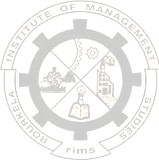 ROURKELA INSTITUTE OF MANAGEMENT STUDIES
rims